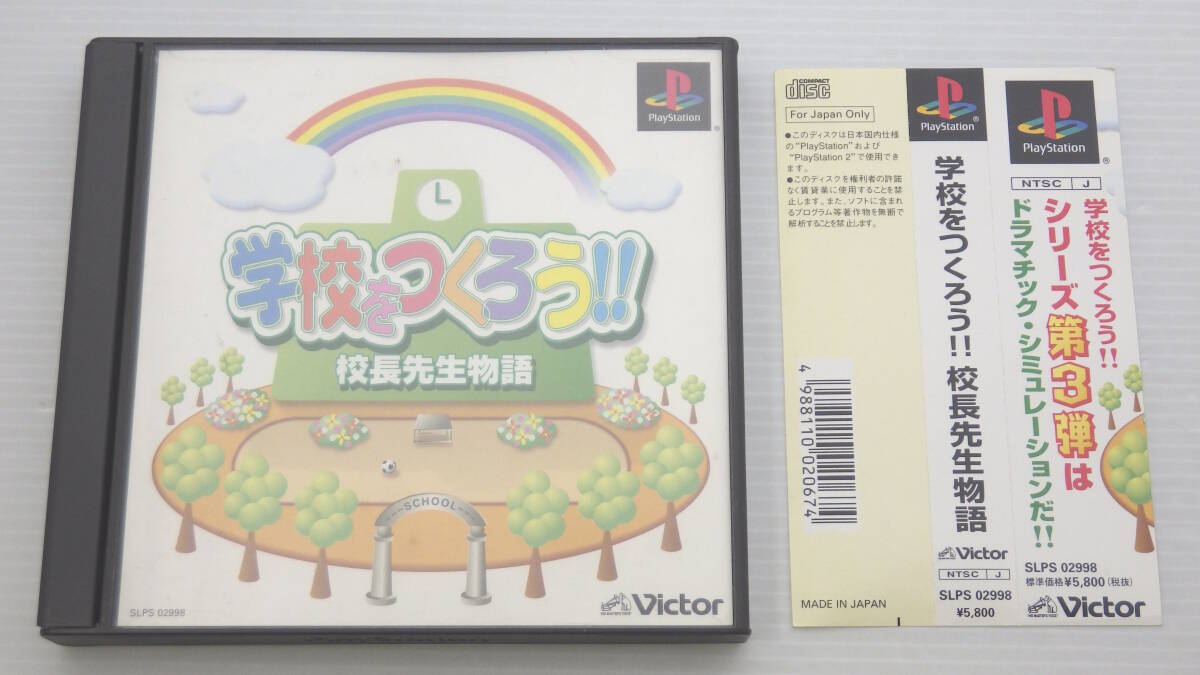 PlayStation
®
学校をつくろう!!
校長先生物語
SCHOOL
SLPS 02998
HIS MASTER'S VOICE
Victor
COMPACT
disc
For Japan Only
●このディスクは日本国内仕様
の"PlayStation"および
"PlayStation 2"で使用でき
ます。
●このディスクを権利者の許諾
なく賃貸業に使用することを禁
止します。また、ソフトに含まれ
るプログラム等著作物を無断で
解析することを禁止します。
4 988110 020674
MADE IN JAPAN
PlayStation
®
学校をつくろう!! 校長先生物語
Victor
NTSC J
SLPS 02998
¥5,800
PlayStation
®
NTSC J
学校をつくろう!!
シリーズ第3弾は
ドラマチック・シミュレーションだ!!
SLPS 02998
標準価格¥5,800(税抜)
HIS MASTER'S VOICE
Victor